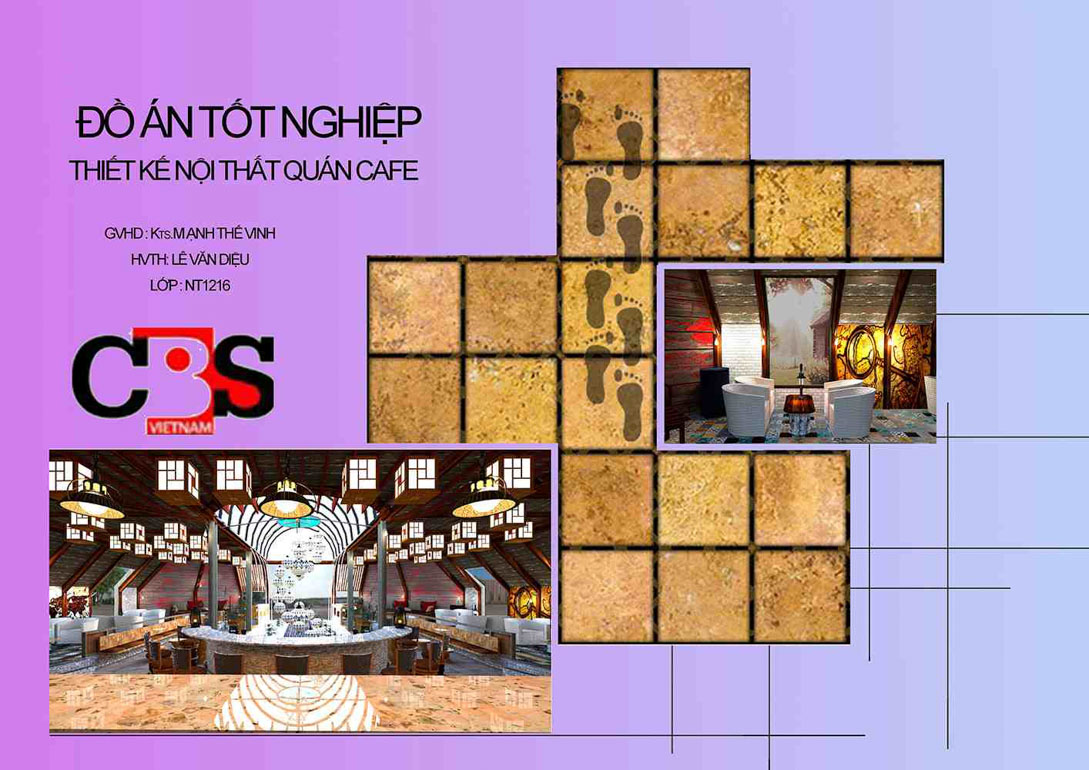 ĐỒ ÁN TỐT NGHIỆP
THIẾT KẾ NỘI THẤT QUÁN CAFE
GVHD : KTS.MẠNH THẾ VINH
HVTH: LÊ VĂN DIỆU
LỚP : NT1216
CBS
VIETNAM